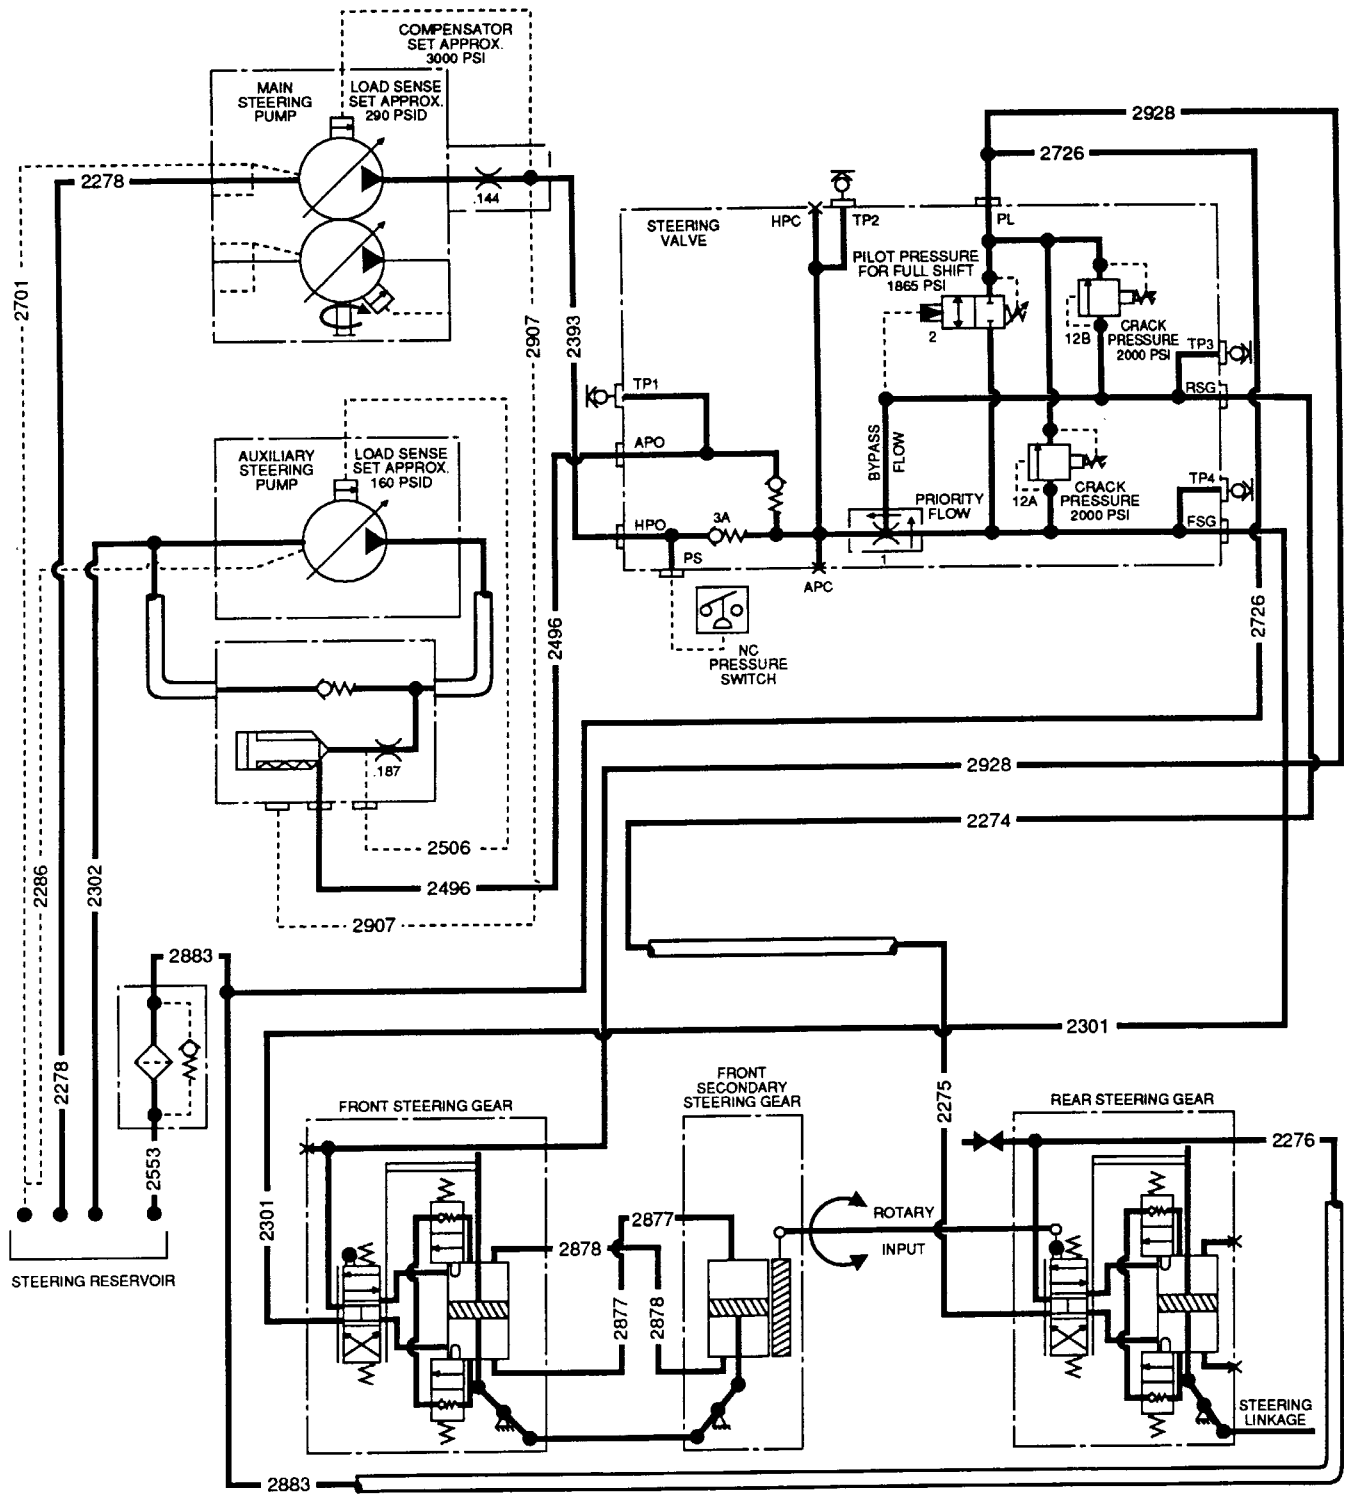 COMPENSATOR
SET APPROX.
3000 PSI
MAIN
STEERING
PUMP
LOAD SENSE
SET APPROX.
290 PSID
2278
.144
2701
2907
2393
2928
2726
STEERING
VALVE
HPC
TP2
PL
PILOT PRESSURE
FOR FULL SHIFT
1865 PSI
2
12B
CRACK
PRESSURE
2000 PSI
TP3
RSG
TP1
APO
BYPASS
FLOW
PRIORITY
FLOW
12A
CRACK
PRESSURE
2000 PSI
TP4
FSG
HPO
3A
PS
APC
1
NC
PRESSURE
SWITCH
AUXILIARY
STEERING
PUMP
LOAD SENSE
SET APPROX.
160 PSID
2496
2726
.187
2928
2274
2506
2496
2907
2286
2302
2883
2278
2553
2301
2275
STEERING RESERVOIR
FRONT STEERING GEAR
FRONT
SECONDARY
STEERING GEAR
REAR STEERING GEAR
2276
2301
2877
2878
2877
2878
ROTARY
INPUT
STEERING
LINKAGE
2883